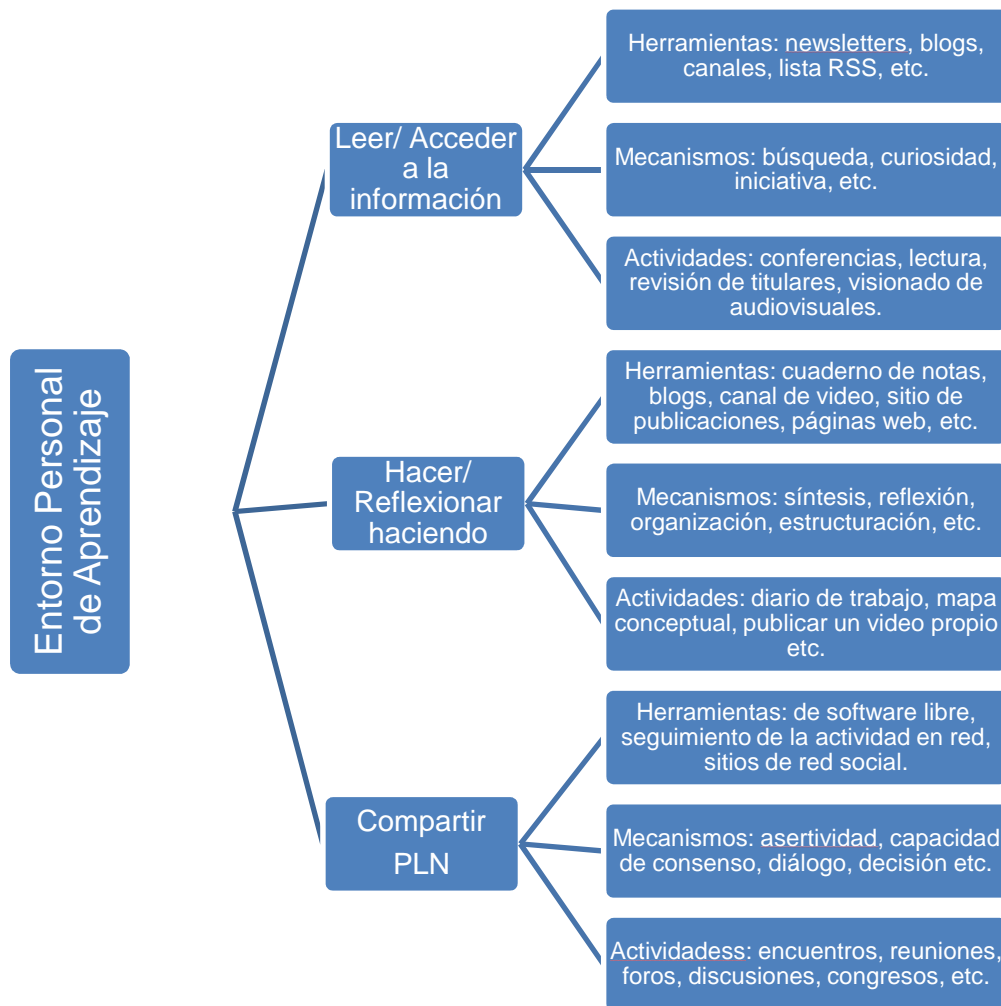 Entorno Personal
de Aprendizaje
Leer/ Acceder
a la
información
Herramientas: newsletters, blogs,
canales, lista RSS, etc.
Mecanismos: búsqueda, curiosidad,
iniciativa, etc.
Actividades: conferencias, lectura,
revisión de titulares, visionado de
audiovisuales.
Hacer/
Reflexionar
haciendo
Herramientas: cuaderno de notas,
blogs, canal de video, sitio de
publicaciones, páginas web, etc.
Mecanismos: síntesis, reflexión,
organización, estructuración, etc.
Actividades: diario de trabajo, mapa
conceptual, publicar un video propio
etc.
Compartir
PLN
Herramientas: de software libre,
seguimiento de la actividad en red,
sitios de red social.
Mecanismos: asertividad, capacidad
de consenso, diálogo, decisión etc.
Actividadess: encuentros, reuniones,
foros, discusiones, congresos, etc.